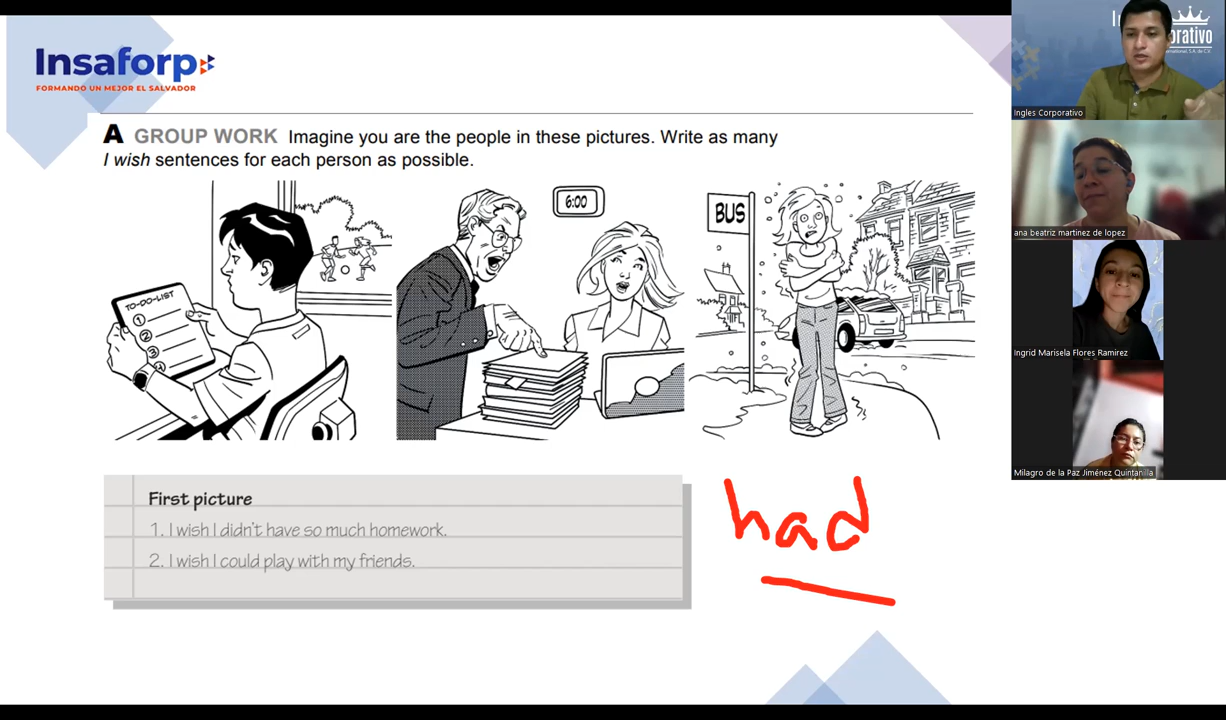 Insaforp
FORMANDO UN MEJOR EL SALVADOR
A GROUP WORK Imagine you are the people in these pictures. Write as many
I wish sentences for each person as possible.
TO-DO-LIST
1
2
3
4
6:00
BUS
First picture
1. I wish I didn't have so much homework.
2. I wish I could play with my friends.
had
Ingles Corporativo
ana beatriz martinez de lopez
Ingrid Marisela Flores Ramirez
Milagro de la Paz Jiménez Quintanilla